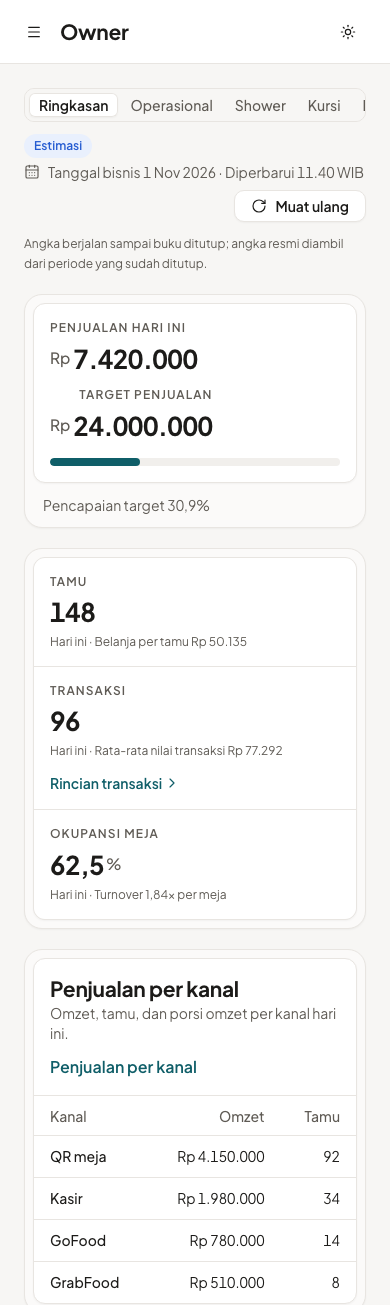 Owner
Ringkasan Operasional Shower Kursi
Estimasi
Tanggal bisnis 1 Nov 2026 · Diperbarui 11.40 WIB
Muat ulang
Angka berjalan sampai buku ditutup; angka resmi diambil
dari periode yang sudah ditutup.
PENJUALAN HARI INI
Rp 7.420.000
TARGET PENJUALAN
Rp 24.000.000
Pencapaian target 30,9%
TAMU
148
Hari ini · Belanja per tamu Rp 50.135
TRANSAKSI
96
Hari ini · Rata-rata nilai transaksi Rp 77.292
Rincian transaksi
OKUPANSI MEJA
62,5%
Hari ini · Turnover 1,84× per meja
Penjualan per kanal
Omzet, tamu, dan porsi omzet per kanal hari
ini.
Penjualan per kanal
Kanal Omzet Tamu
QR meja Rp 4.150.000 92
Kasir Rp 1.980.000 34
GoFood Rp 780.000 14
GrabFood Rp 510.000 8